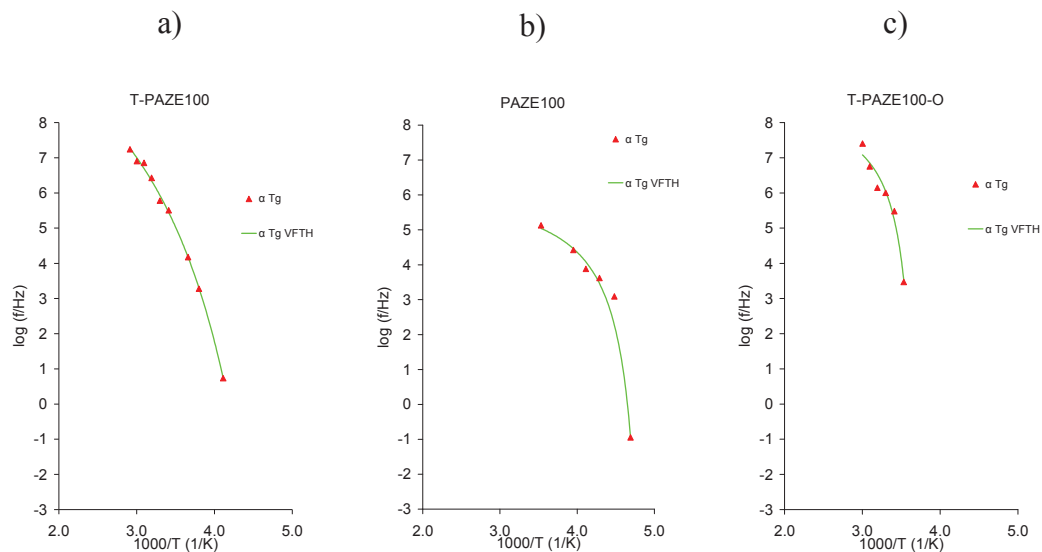 a)
b)
c)
T-PAZE100
8
7
6
5
4
3
2
1
0
-1
-2
-3
log (f/Hz)
2.0 3.0 4.0 5.0
1000/T (1/K)
α Tg
α Tg VFTH
PAZE100
8
7
6
5
4
3
2
1
0
-1
-2
-3
log (f/Hz)
2.0 3.0 4.0 5.0
1000/T (1/K)
α Tg
α Tg VFTH
T-PAZE100-O
8
7
6
5
4
3
2
1
0
-1
-2
-3
log (f/Hz)
2.0 3.0 4.0 5.0
1000/T (1/K)
α Tg
α Tg VFTH